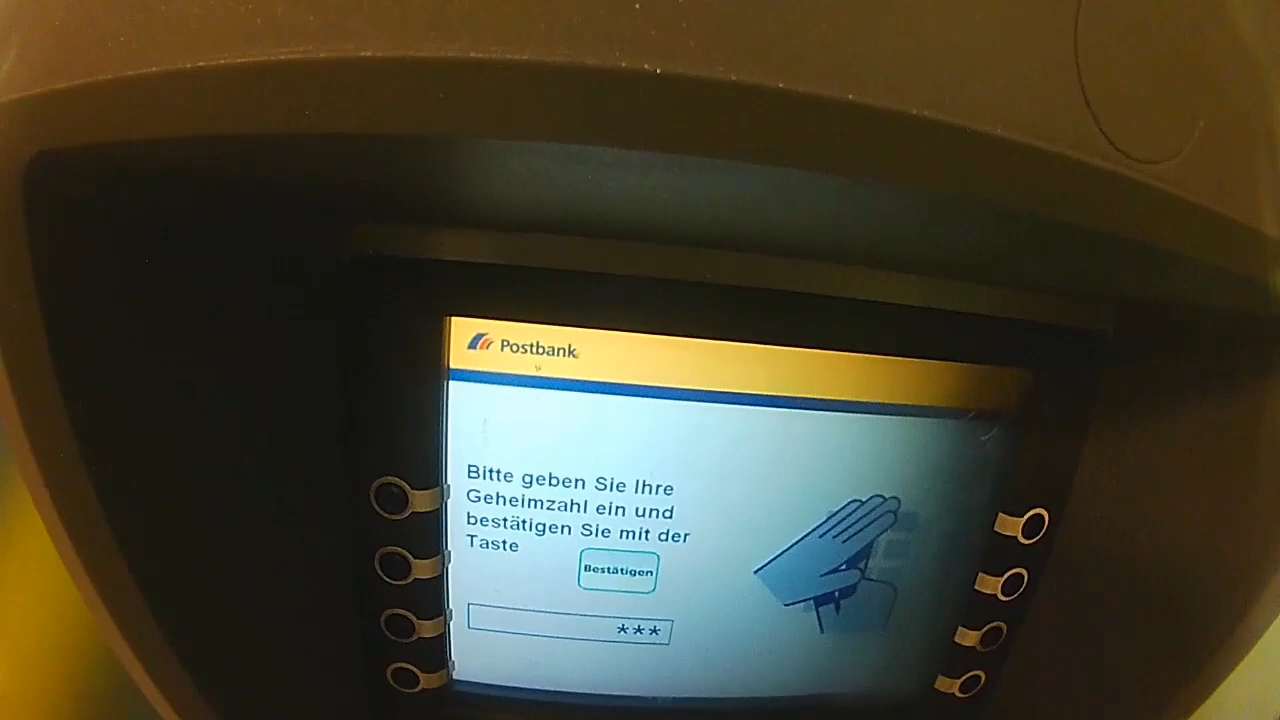 Postbank
Bitte geben Sie Ihre
Geheimzahl ein und
bestätigen Sie mit der
Taste
Bestätigen
***